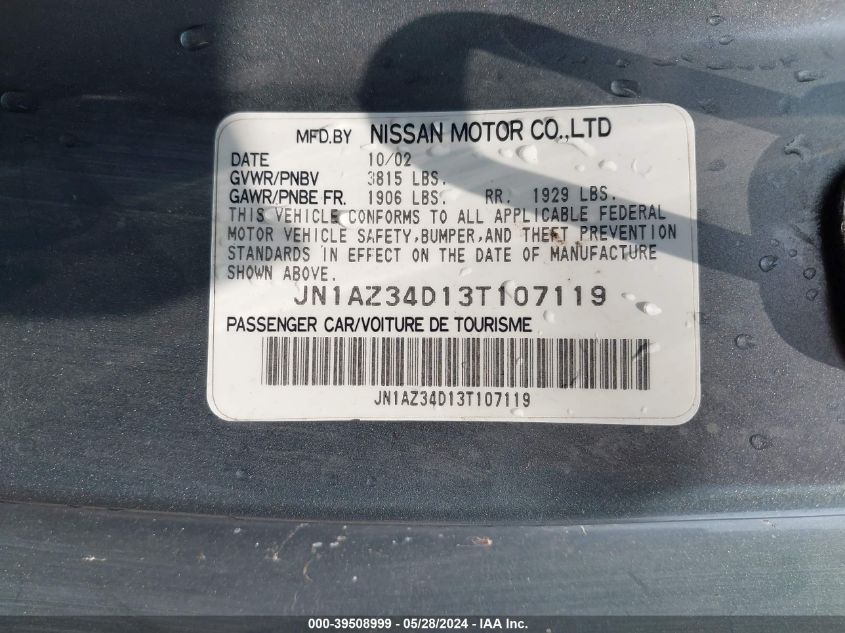 MFD.BY NISSAN MOTOR CO.,LTD
DATE 10/02
GVWR/PNBV 3815 LBS.
GAWR/PNBE FR. 1906 LBS. RR. 1929 LBS.
THIS VEHICLE CONFORMS TO ALL APPLICABLE FEDERAL
MOTOR VEHICLE SAFETY,BUMPER,AND THEFT PREVENTION
STANDARDS IN EFFECT ON THE DATE OF MANUFACTURE
SHOWN ABOVE.
JN1AZ34D13T107119
PASSENGER CAR/VOITURE DE TOURISME
JN1AZ34D13T107119
000-39508999 - 05/28/2024 - IAA Inc.